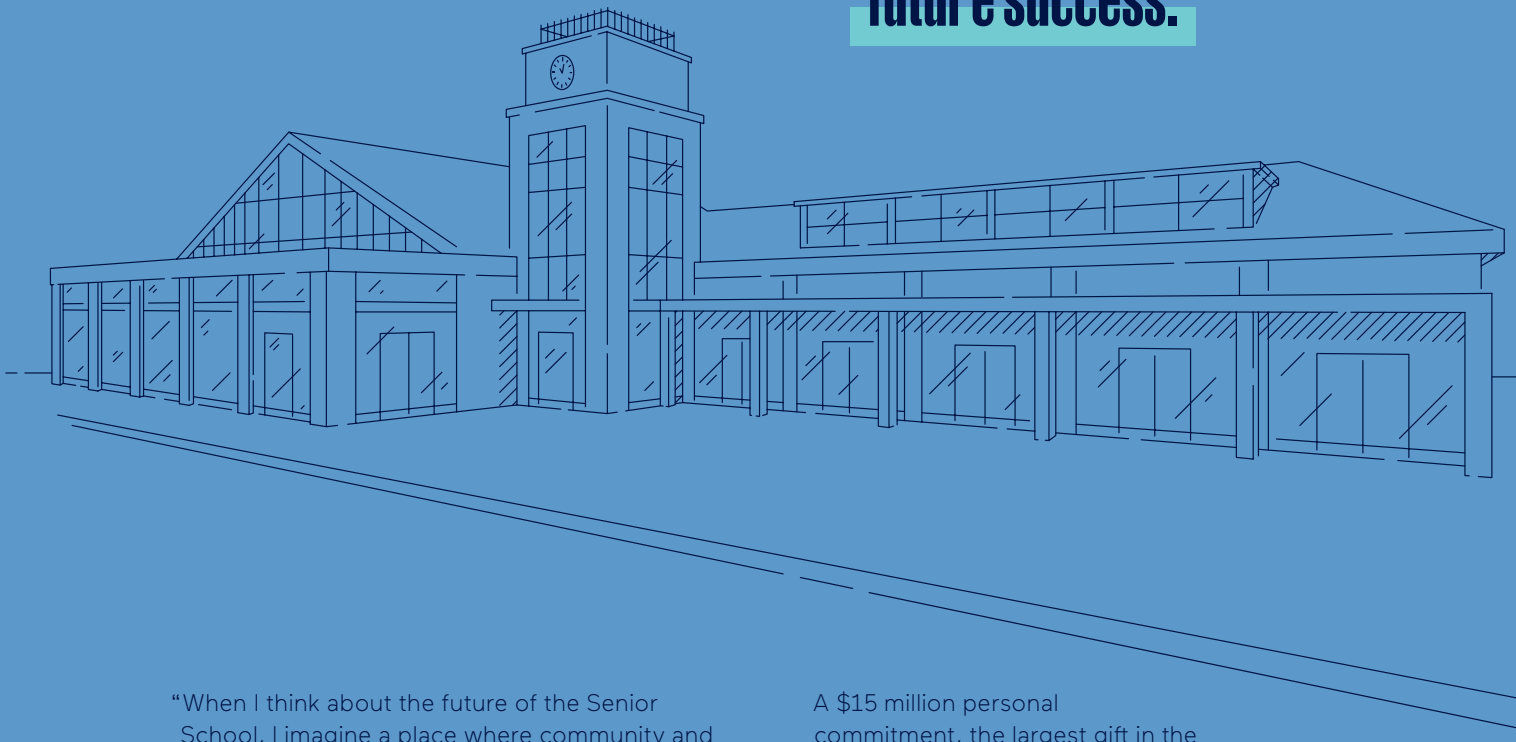 future success.
“When I think about the future of the Senior
School, I imagine a place where community and
A $15 million personal
commitment, the largest gift in the